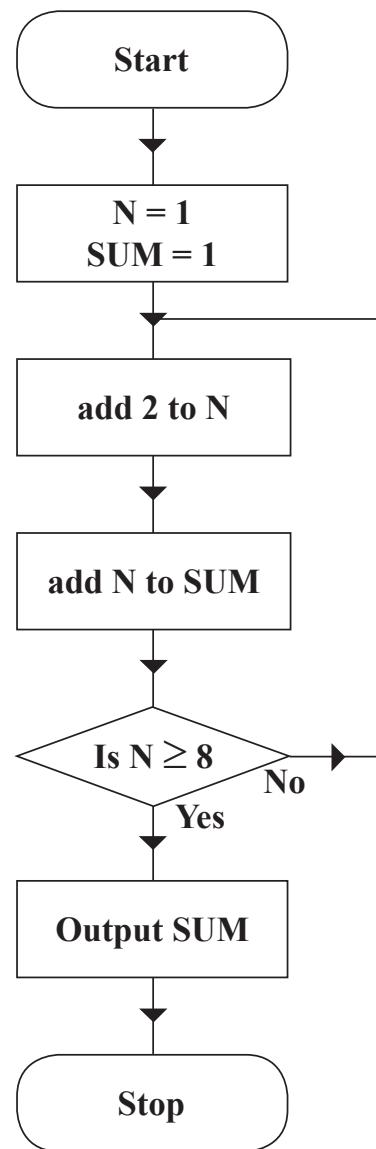 Start
N = 1
SUM = 1
add 2 to N
add N to SUM
Is N ≥ 8
No
Yes
Output SUM
Stop